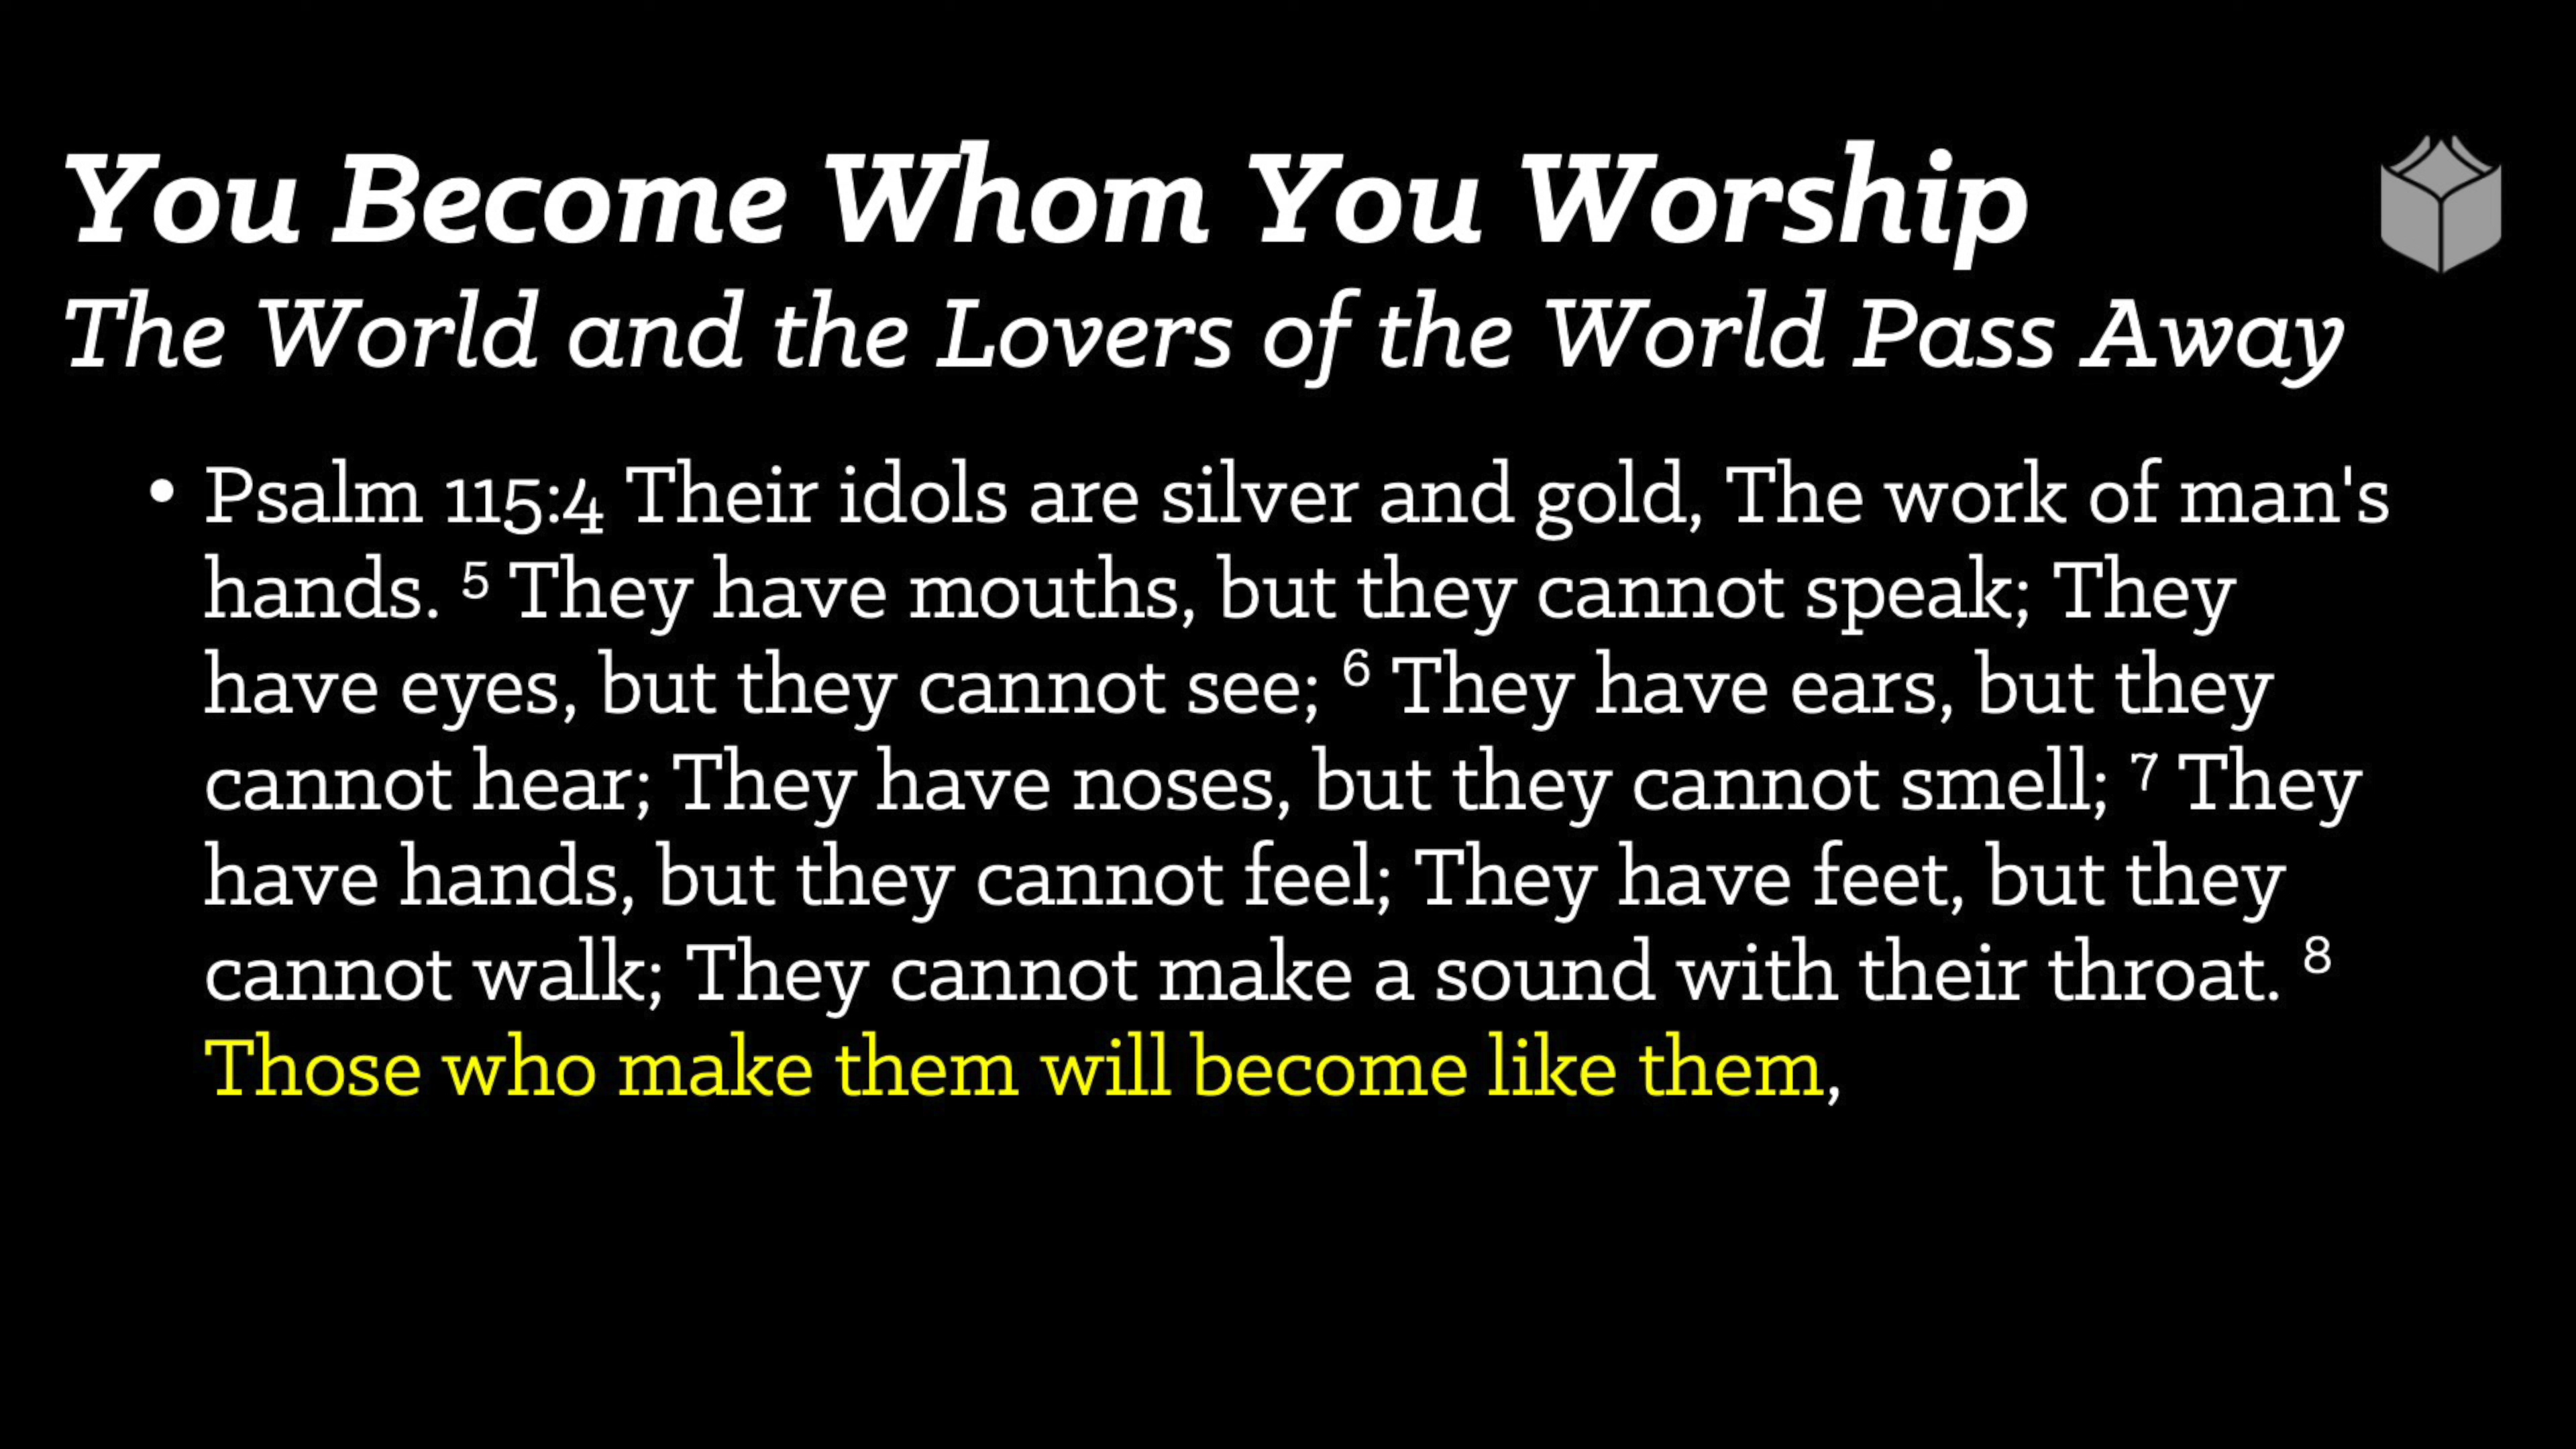 You Become Whom You Worship
The World and the Lovers of the World Pass Away
• Psalm 115:4 Their idols are silver and gold, The work of man's
hands. 5 They have mouths, but they cannot speak; They
have eyes, but they cannot see; 6 They have ears, but they
cannot hear; They have noses, but they cannot smell; 7 They
have hands, but they cannot feel; They have feet, but they
cannot walk; They cannot make a sound with their throat. 8
Those who make them will become like them,